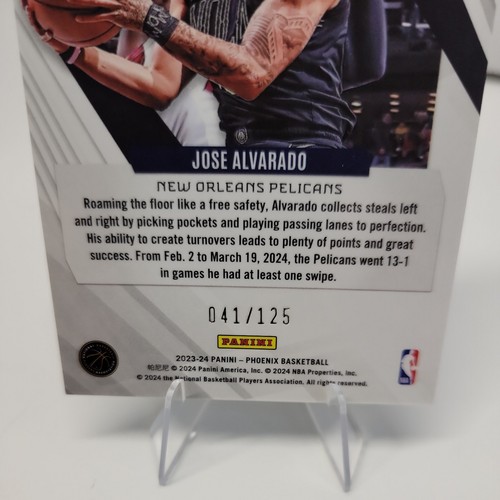 JOSE ALVARADO
NEW ORLEANS PELICANS
Roaming the floor like a free safety, Alvarado collects steals left
and right by picking pockets and playing passing lanes to perfection.
His ability to create turnovers leads to plenty of points and great
success. From Feb. 2 to March 19, 2024, the Pelicans went 13-1
in games he had at least one swipe.
041/125
PANINI
2023-24 PANINI – PHOENIX BASKETBALL
帕尼尼 © 2024 Panini America, Inc. © 2024 NBA Properties, Inc.
© 2024 the National Basketball Players Association. All rights reserved.